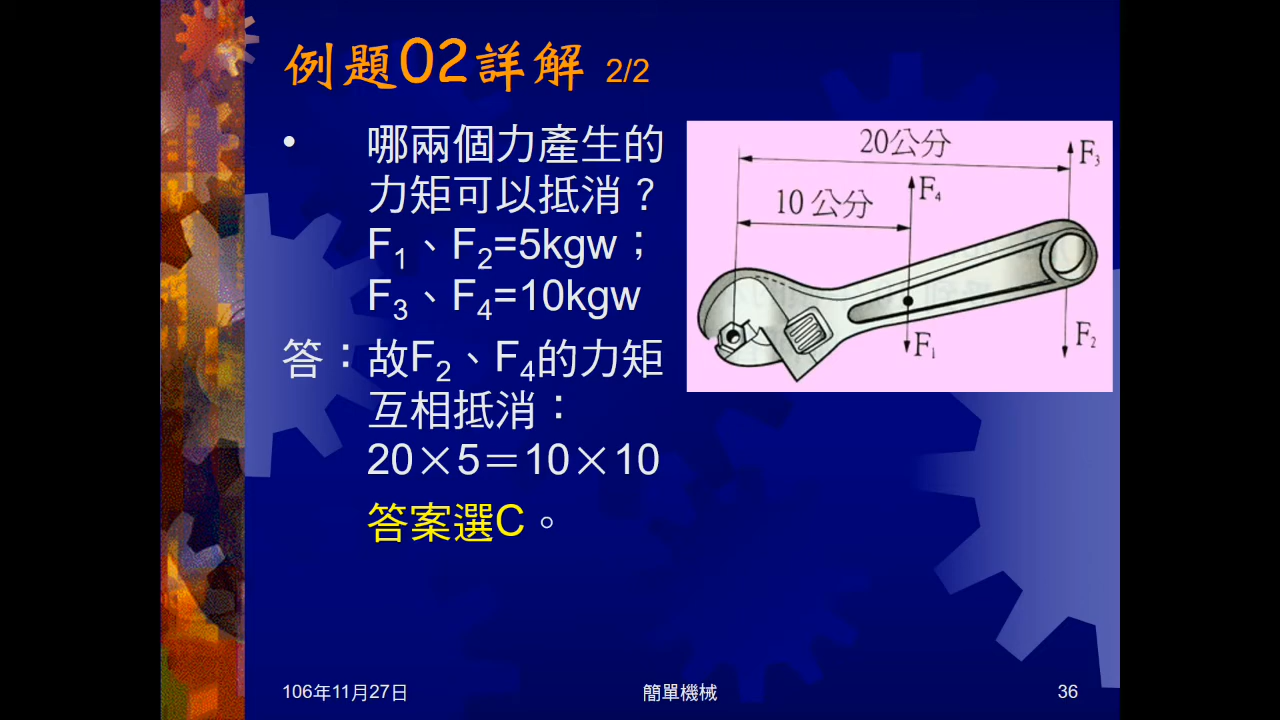 例題02詳解 2/2
• 哪兩個力產生的
力矩可以抵消？
F₁、F₂=5kgw；
F₃、F₄=10kgw
答：故F₂、F₄的力矩
互相抵消：
20×5＝10×10
答案選C。
20公分
F₃
F₄
10公分
F₁
F₂
106年11月27日
簡單機械
36